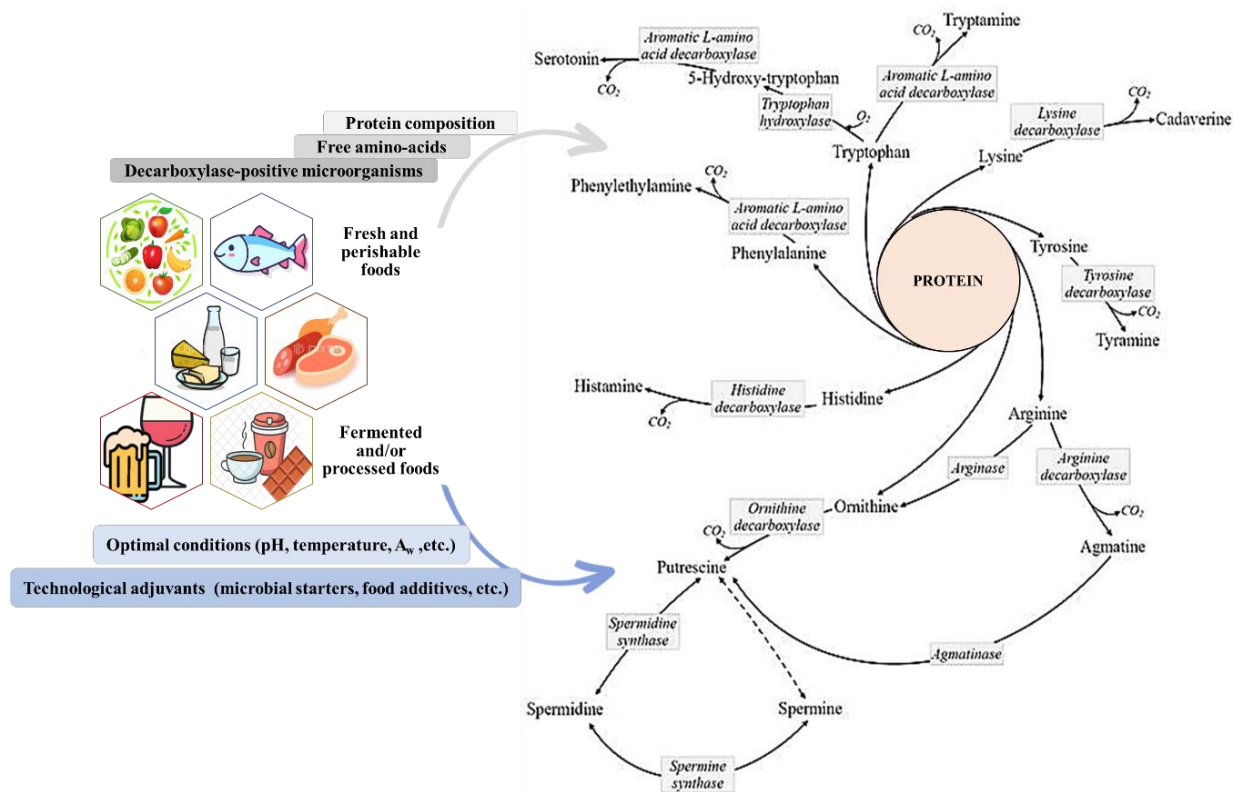 Protein composition
Free amino-acids
Decarboxylase-positive microorganisms
Fresh and
perishable foods
Fermented
and/or
processed foods
Optimal conditions (pH, temperature, Aw ,etc.)
Technological adjuvants (microbial starters, food additives, etc.)
Tryptamine
CO2
Aromatic L-amino
acid decarboxylase
Serotonin
CO2
5-Hydroxy-tryptophan
Aromatic L-amino
acid decarboxylase
Tryptophan
hydroxylase
O2
Tryptophan
CO2
Lysine
decarboxylase
Cadaverine
Lysine
CO2
Phenylethylamine
Aromatic L-amino
acid decarboxylase
Phenylalanine
PROTEIN
Tyrosine
Tyrosine
decarboxylase
CO2
Tyramine
Histamine
CO2
Histidine
decarboxylase
Histidine
Arginine
Arginase
Arginine
decarboxylase
CO2
Agmatine
Ornithine
Ornithine
decarboxylase
CO2
Putrescine
Spermidine
synthase
Agmatinase
Spermidine
Spermine
Spermine
synthase